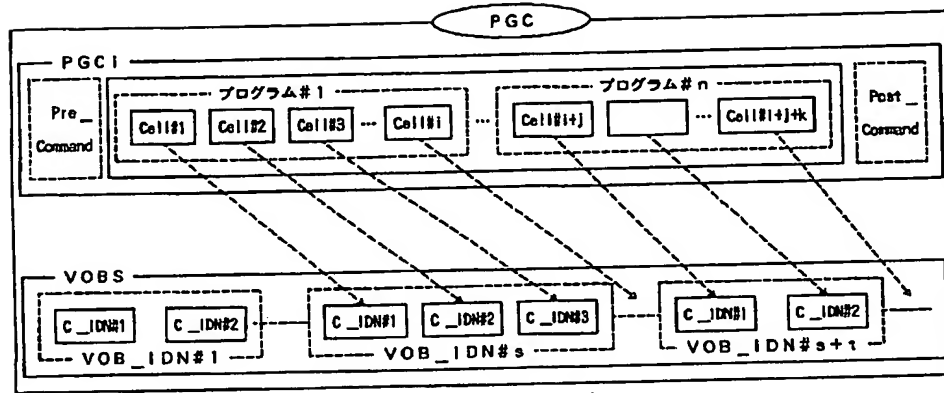 PGC
PGCI
プログラム#1
プログラム#n
Pre_
Command
Cell#1 Cell#2 Cell#3 … Cell#i … Cell#i+j … Cell#i+j+k
Post_
Command
VOBS
C_IDN#1 C_IDN#2 C_IDN#1 C_IDN#2 C_IDN#3 C_IDN#1 C_IDN#2
VOB_IDN#1 VOB_IDN#s VOB_IDN#s+t